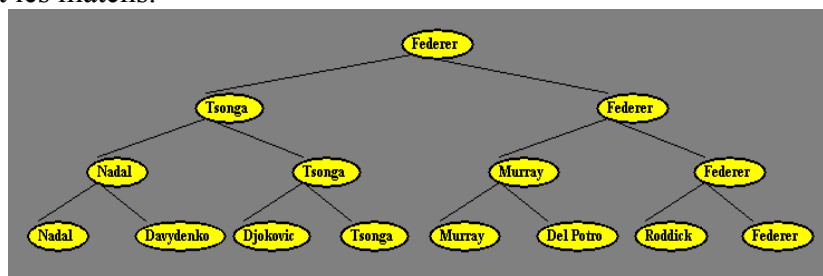 t les matchs.
Federer
Tsonga Federer
Nadal Tsonga Murray Federer
Nadal Davydenko Djokovic Tsonga Murray Del Potro Roddick Federer